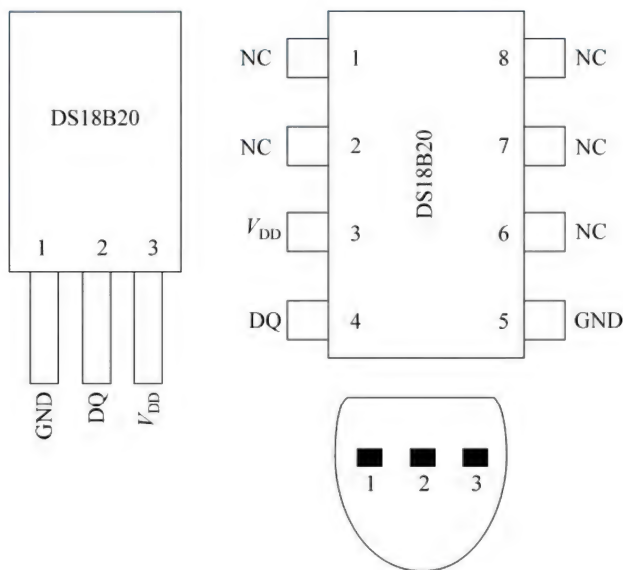 DS18B20
1 2 3
GND DQ VDD
NC 1 8 NC
NC 2 7 NC
DS18B20
VDD 3 6 NC
DQ 4 5 GND
1 2 3